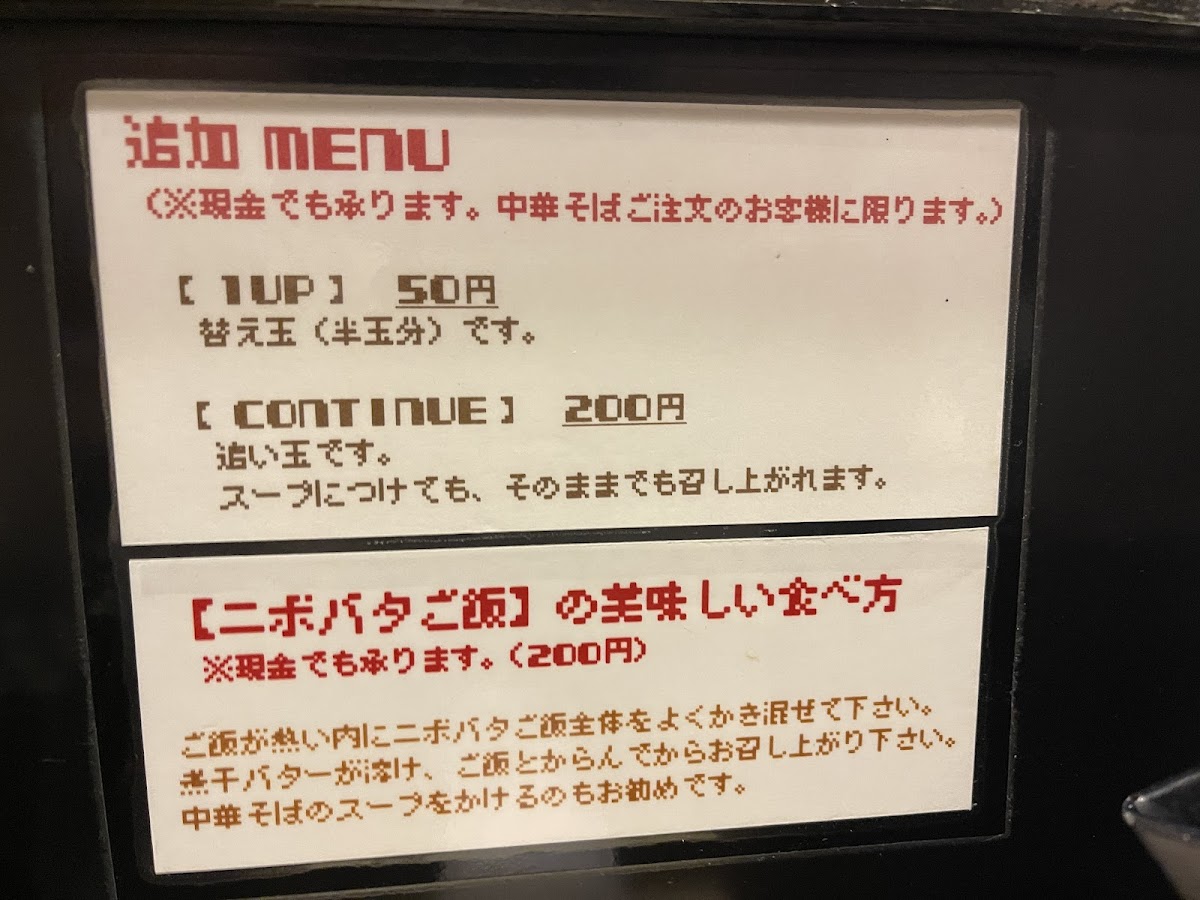 追加 MENU
(※現金でも承ります。中華そばご注文のお客様に限ります。)
【 1UP 】 50円
替え玉(半玉分)です。
【 CONTINUE 】 200円
追い玉です。
スープにつけても、そのままでも召し上がれます。
【ニボバタご飯】の美味しい食べ方
※現金でも承ります。(200円)
ご飯が熱い内にニボバタご飯全体をよくかき混ぜて下さい。
煮干バターが溶け、ご飯とからんでからお召し上がり下さい。
中華そばのスープをかけるのもお勧めです。